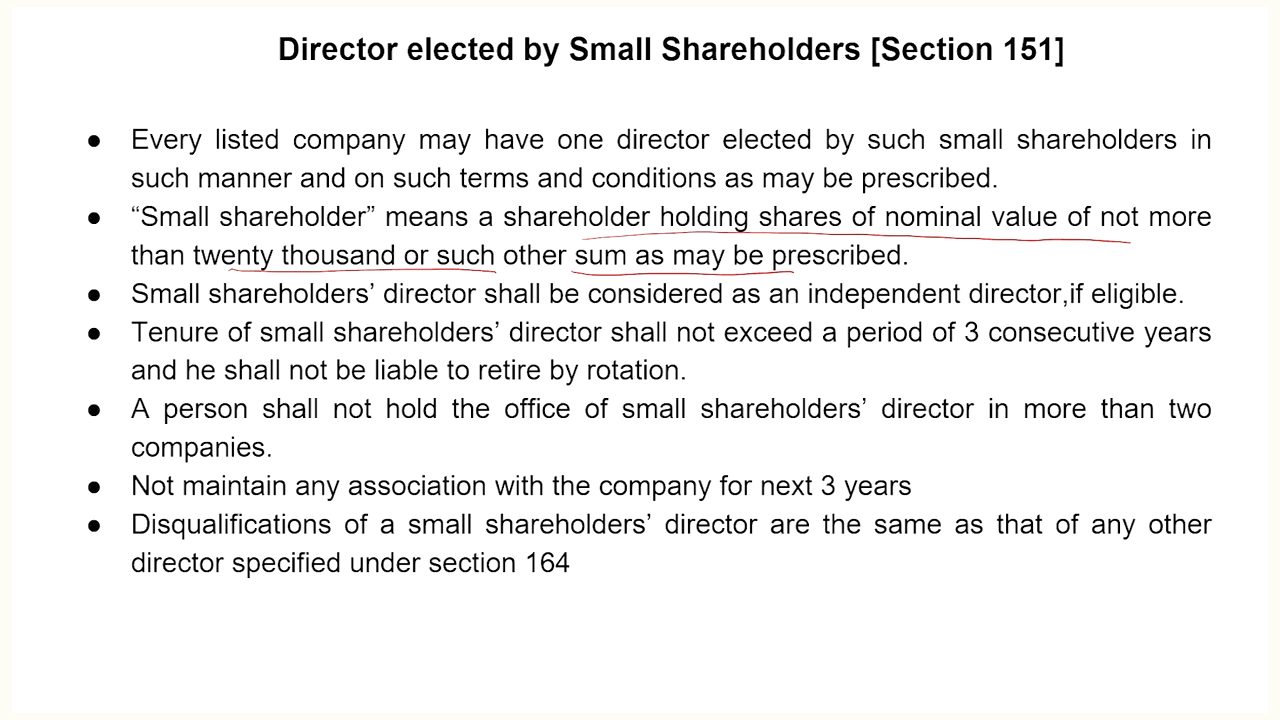 Director elected by Small Shareholders [Section 151]
● Every listed company may have one director elected by such small shareholders in
such manner and on such terms and conditions as may be prescribed.
● “Small shareholder” means a shareholder holding shares of nominal value of not more
than twenty thousand or such other sum as may be prescribed.
● Small shareholders’ director shall be considered as an independent director,if eligible.
● Tenure of small shareholders’ director shall not exceed a period of 3 consecutive years
and he shall not be liable to retire by rotation.
● A person shall not hold the office of small shareholders’ director in more than two
companies.
● Not maintain any association with the company for next 3 years
● Disqualifications of a small shareholders’ director are the same as that of any other
director specified under section 164